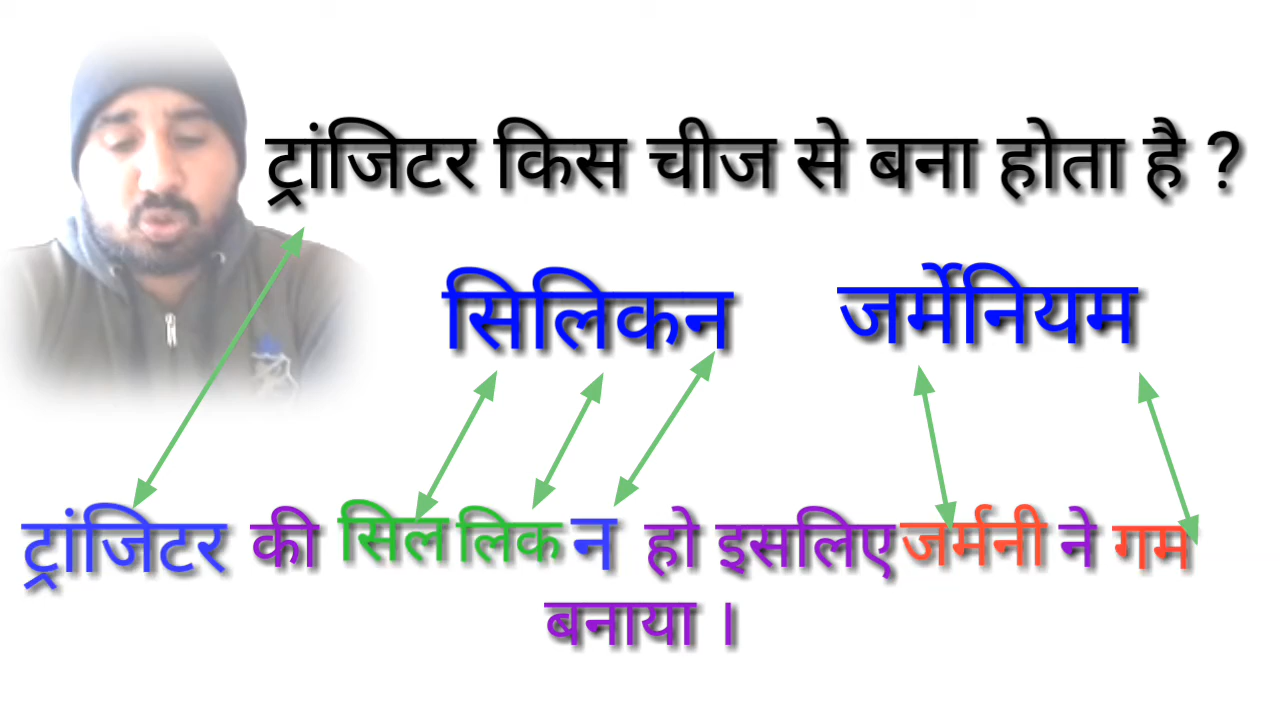 ट्रांजिटर किस चीज से बना होता है ?
सिलिकन जर्मेनियम
ट्रांजिटर की सिल लिक न हो इसलिए जर्मनी ने गम
बनाया ।